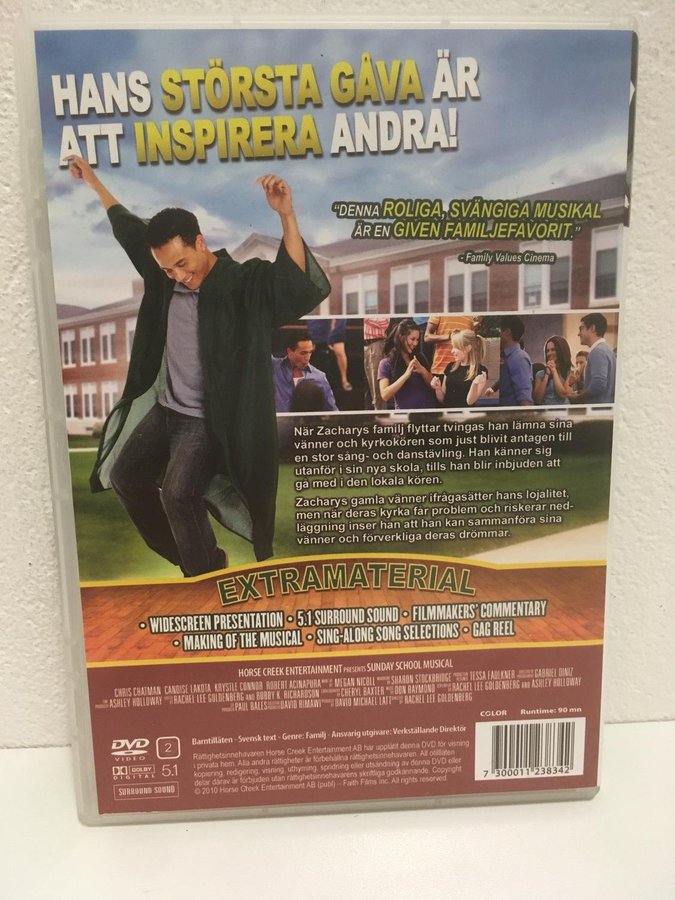 HANS STÖRSTA GÅVA ÄR
ATT INSPIRERA ANDRA!
"DENNA ROLIGA, SVÄNGIGA MUSIKAL
ÄR EN GIVEN FAMILJEFAVORIT."
- Family Values Cinema
När Zacharys familj flyttar tvingas han lämna sina
vänner och kyrkokören som just blivit antagen till
en stor sång- och danstävling. Han känner sig
utanför i sin nya skola, tills han blir inbjuden att
gå med i den lokala kören.
Zacharys gamla vänner ifrågasätter hans lojalitet,
men när deras kyrka får problem och riskerar ned-
läggning inser han att han kan sammanföra sina
vänner och förverkliga deras drömmar.
EXTRAMATERIAL
• WIDESCREEN PRESENTATION • 5.1 SURROUND SOUND • FILMMAKERS' COMMENTARY
• MAKING OF THE MUSICAL • SING-ALONG SONG SELECTIONS • GAG REEL
HORSE CREEK ENTERTAINMENT PRESENTS SUNDAY SCHOOL MUSICAL
CHRIS CHATMAN CANDISE LAKOTA KRYSTLE CONNOR ROBERT ACINAPURA MEGAN NICOLL SHARON STOCKBRIDGE TESSA FAULKNER GABRIEL DINIZ
ASHLEY HOLLOWAY RACHEL LEE GOLDENBERG AND BOBBY K. RICHARDSON CHERYL BAXTER DON RAYMOND RACHEL LEE GOLDENBERG AND ASHLEY HOLLOWAY
PAUL BALES DAVID RIMAWI DAVID MICHAEL LATT RACHEL LEE GOLDENBERG
COLOR Runtime: 90 mn
DVD
VIDEO
2
DOLBY
DIGITAL
5.1
SURROUND SOUND
Barntillåten - Svensk text - Genre: Familj - Ansvarig utgivare: Verkställande Direktör
Rättighetsinnehavaren Horse Creek Entertainment AB har upplåtit denna DVD för visning
i privata hem. Alla andra rättigheter är förbehållna rättighetsinnehavaren. All otillåten
kopiering, redigering, visning, uthyrning, spridning eller utsändning av denna DVD eller
delar därav är förbjuden utan rättighetsinnehavarens skriftliga godkännande. Copyright
© 2010 Horse Creek Entertainment AB (publ) – Faith Films inc. All rights reserved.
7 300011 238342